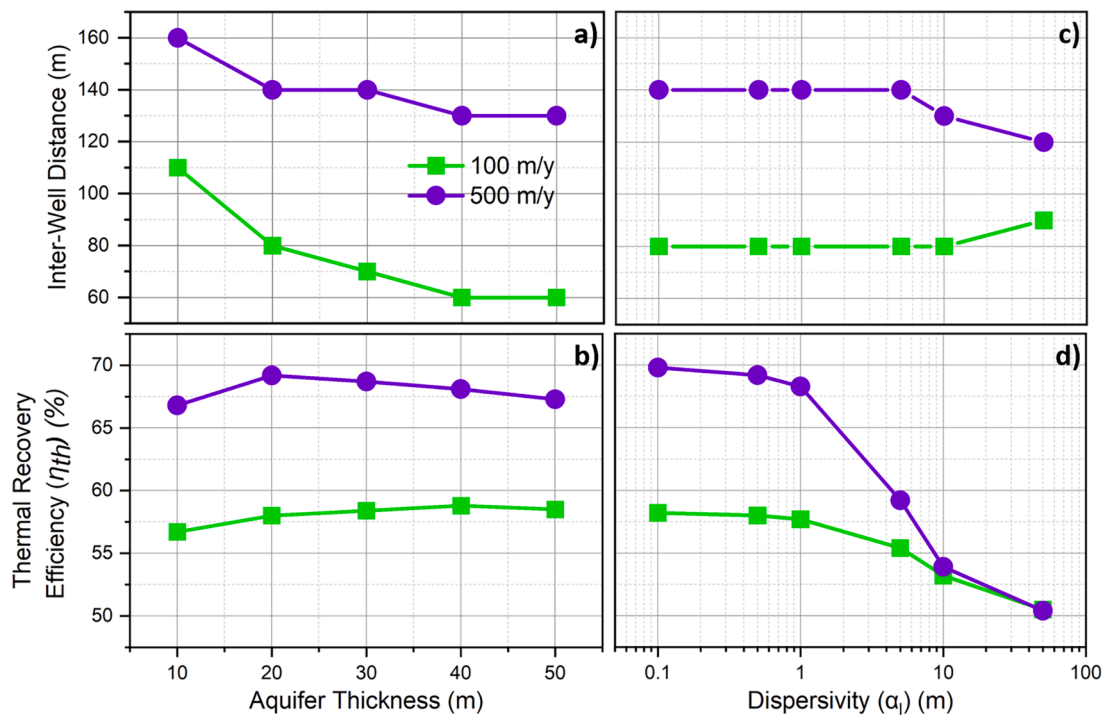 Inter-Well Distance (m)
160
140
120
100
80
60
a)
100 m/y
500 m/y
c)
Thermal Recovery
Efficiency (ηth) (%)
70
65
60
55
50
b)
10
20
30
40
50
Aquifer Thickness (m)
d)
0.1
1
10
100
Dispersivity (αl) (m)